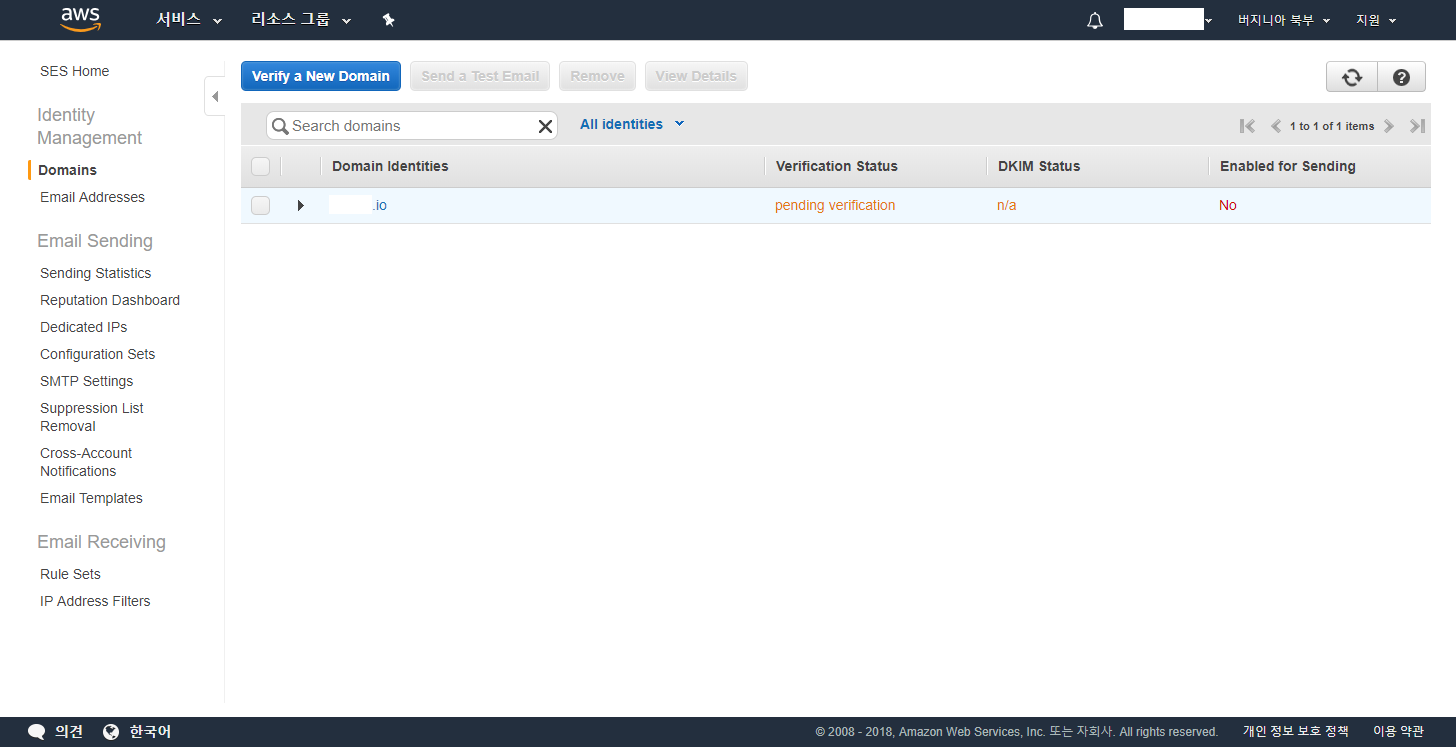 aws 서비스 리소스 그룹 버지니아 북부 지원
SES Home
Identity
Management
Domains
Email Addresses
Email Sending
Sending Statistics
Reputation Dashboard
Dedicated IPs
Configuration Sets
SMTP Settings
Suppression List
Removal
Cross-Account
Notifications
Email Templates
Email Receiving
Rule Sets
IP Address Filters
Verify a New Domain Send a Test Email Remove View Details
Search domains All identities 1 to 1 of 1 items
Domain Identities Verification Status DKIM Status Enabled for Sending
.io pending verification n/a No
의견 한국어 © 2008 - 2018, Amazon Web Services, Inc. 또는 자회사. All rights reserved. 개인 정보 보호 정책 이용 약관